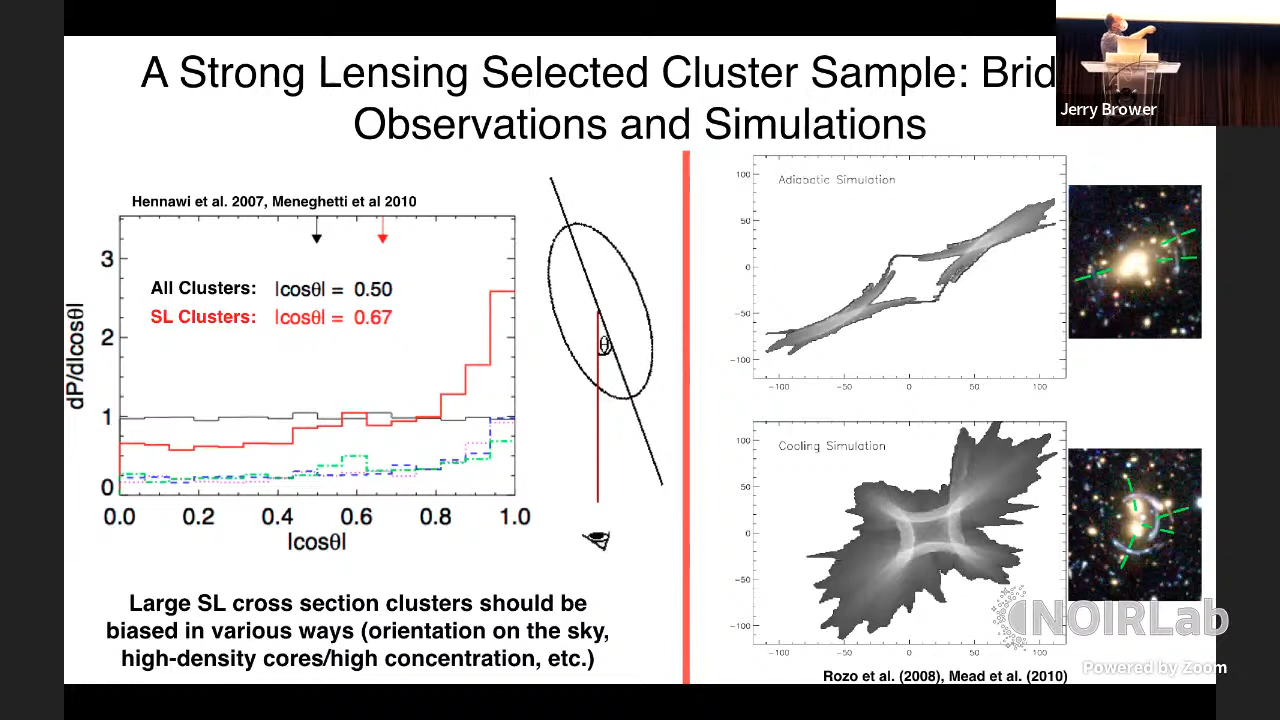 A Strong Lensing Selected Cluster Sample: Brid
Observations and Simulations
Jerry Brower
Hennawi et al. 2007, Meneghetti et al 2010
All Clusters: |cosθ| = 0.50
SL Clusters: |cosθ| = 0.67
dP/d|cosθ|
3
2
1
0
0.0 0.2 0.4 0.6 0.8 1.0
|cosθ|
θ
Large SL cross section clusters should be
biased in various ways (orientation on the sky,
high-density cores/high concentration, etc.)
Adiabatic Simulation
100
50
0
−50
−100
−100 −50 0 50 100
Cooling Simulation
100
50
0
−50
−100
−100 −50 0 50 100
Rozo et al. (2008), Mead et al. (2010)
NOIRLab
Powered by Zoom